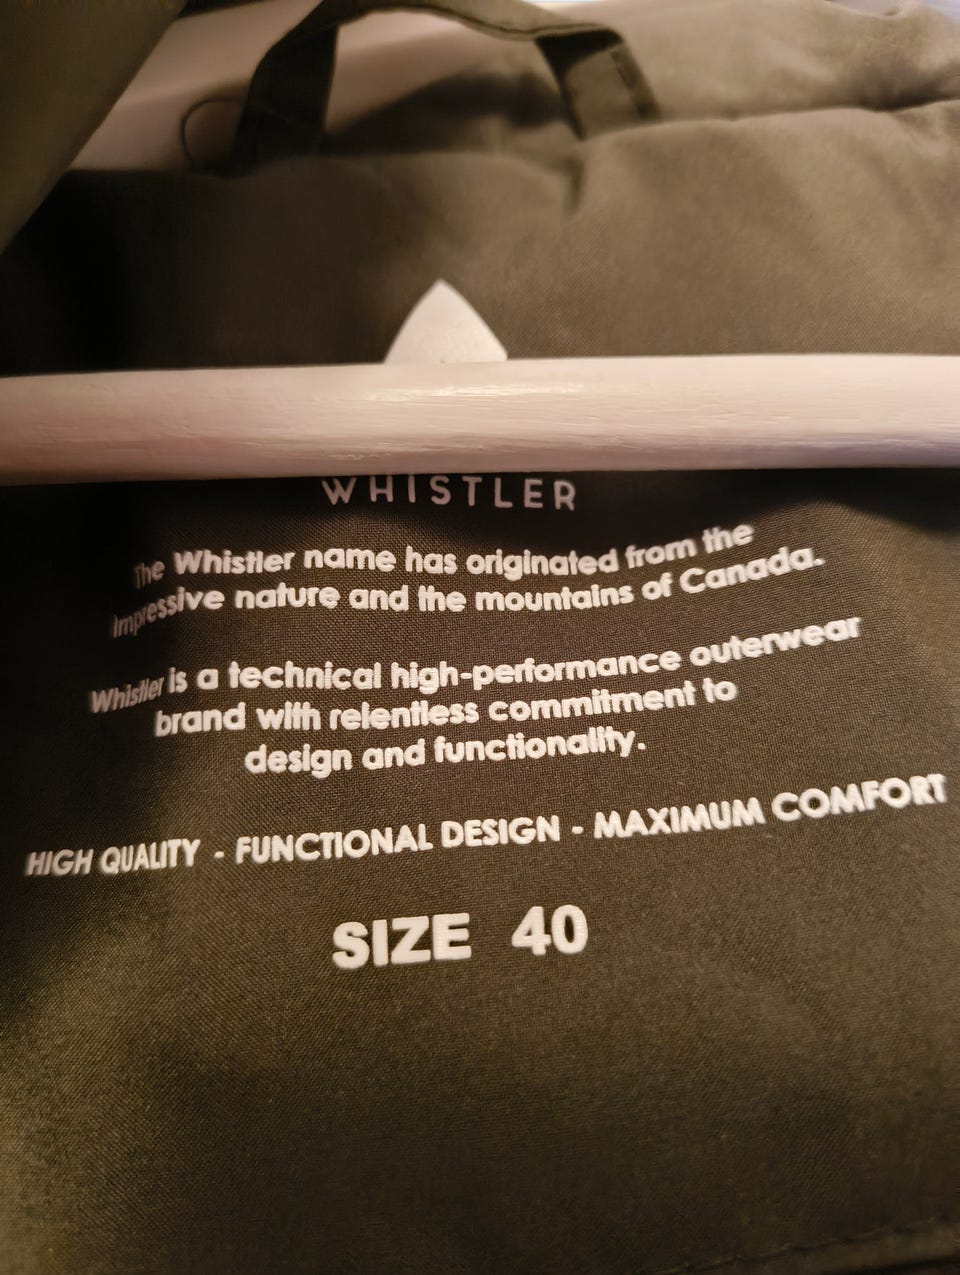 WHISTLER
The Whistler name has originated from the
impressive nature and the mountains of Canada.
Whistler is a technical high-performance outerwear
brand with relentless commitment to
design and functionality.
HIGH QUALITY - FUNCTIONAL DESIGN - MAXIMUM COMFORT
SIZE 40